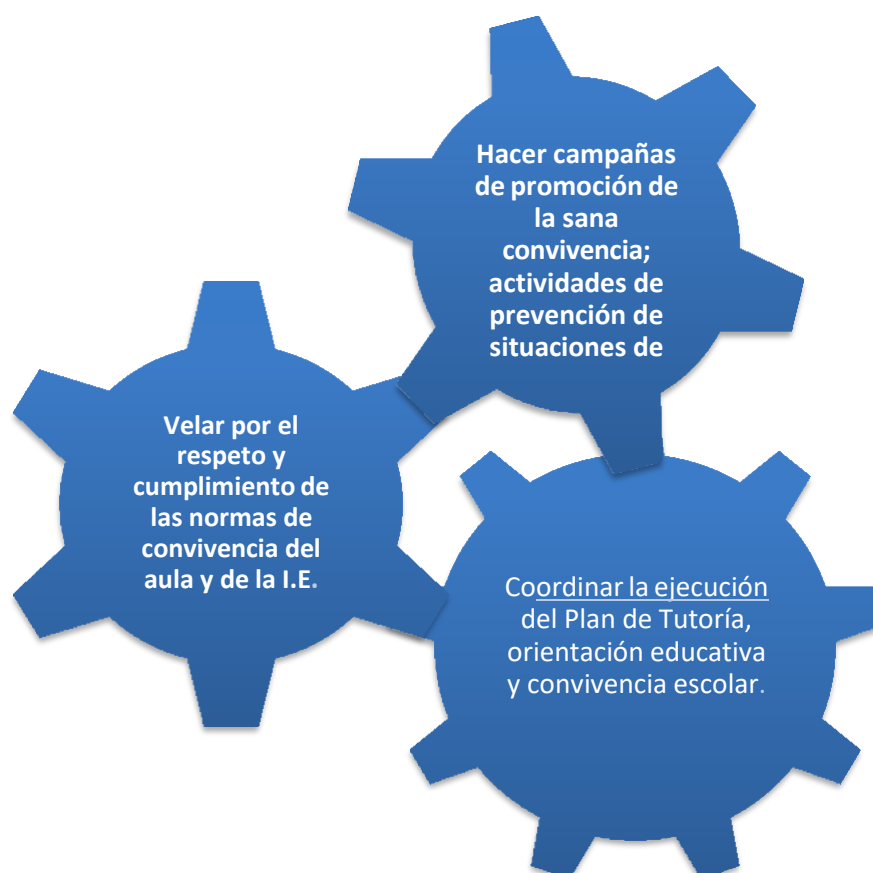 Hacer campañas
de promoción de
la sana
convivencia;
actividades de
prevención de
situaciones de
Velar por el
respeto y
cumplimiento de
las normas de
convivencia del
aula y de la I.E.
Coordinar la ejecución
del Plan de Tutoría,
orientación educativa
y convivencia escolar.